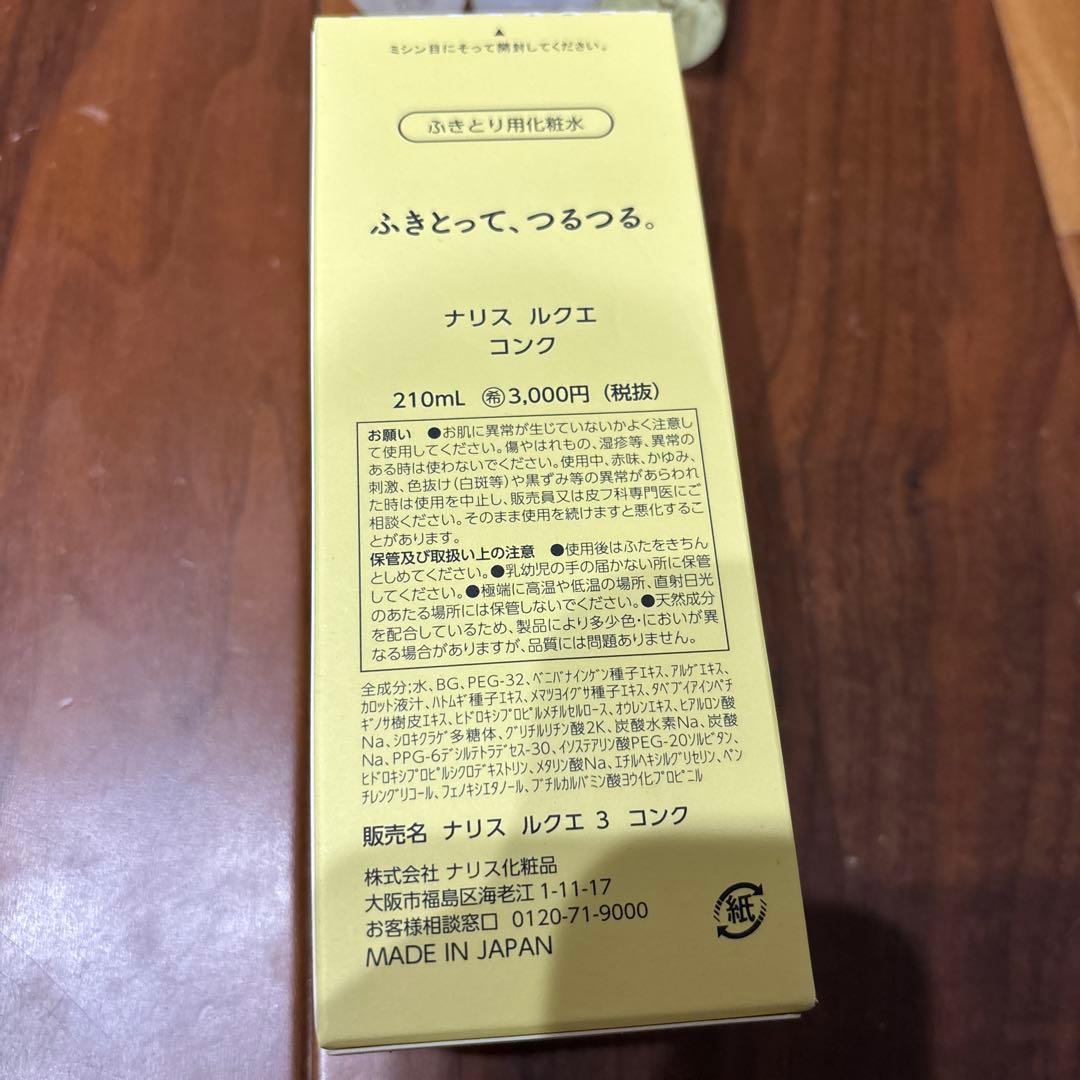 ミシン目にそって開封してください。
ふきとり用化粧水
ふきとって、つるつる。
ナリス ルクエ
コンク
210mL ㊝3,000円（税抜）
お願い ●お肌に異常が生じていないかよく注意し
て使用してください。傷やはれもの、湿疹等、異常の
ある時は使わないでください。使用中、赤味、かゆみ、
刺激、色抜け（白斑等）や黒ずみ等の異常があらわれ
た時は使用を中止し、販売員又は皮フ科専門医にご
相談ください。そのまま使用を続けますと悪化するこ
とがあります。
保管及び取扱い上の注意 ●使用後はふたをきちん
としめてください。●乳幼児の手の届かない所に保管
してください。●極端に高温や低温の場所、直射日光
のあたる場所には保管しないでください。●天然成分
を配合しているため、製品により多少色・においが異
なる場合がありますが、品質には問題ありません。
全成分;水、BG、PEG-32、ベニバナインゲン種子エキス、アルゲエキス、
カロット液汁、ハトムギ種子エキス、メマツヨイグサ種子エキス、タベブイアインペチ
ギノサ樹皮エキス、ヒドロキシプロピルメチルセルロース、オウレンエキス、ヒアルロン酸
Na、シロキクラゲ多糖体、グリチルリチン酸2K、炭酸水素Na、炭酸
Na、PPG-6デシルテトラデセス-30、イソステアリン酸PEG-20ソルビタン、
ヒドロキシプロピルシクロデキストリン、メタリン酸Na、エチルヘキシルグリセリン、ペン
チレングリコール、フェノキシエタノール、ブチルカルバミン酸ヨウ化プロピニル
販売名 ナリス ルクエ 3 コンク
株式会社 ナリス化粧品
大阪市福島区海老江 1-11-17
お客様相談窓口 0120-71-9000
MADE IN JAPAN
紙